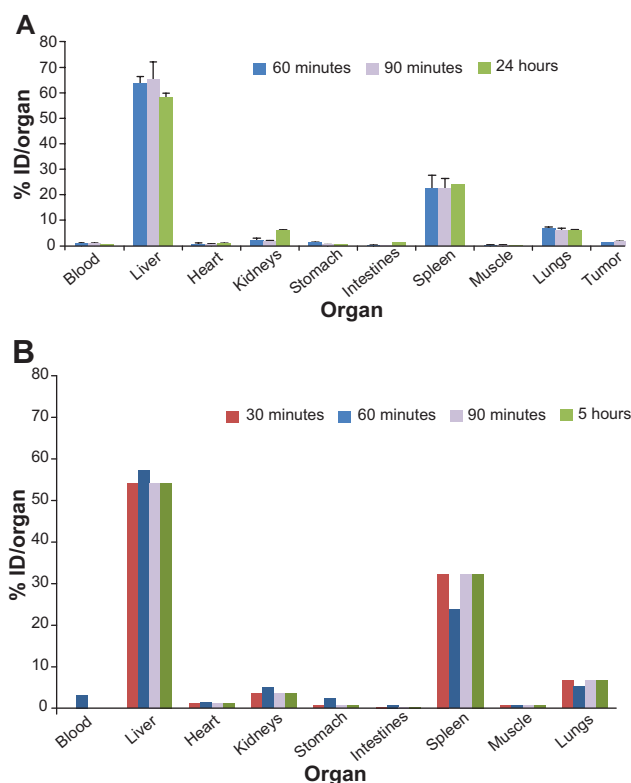 A
80
70
60
50
40
30
20
10
0
% ID/organ
60 minutes 90 minutes 24 hours
Blood Liver Heart Kidneys Stomach Intestines Spleen Muscle Lungs Tumor
Organ
B
80
70
60
50
40
30
20
10
0
% ID/organ
30 minutes 60 minutes 90 minutes 5 hours
Blood Liver Heart Kidneys Stomach Intestines Spleen Muscle Lungs
Organ